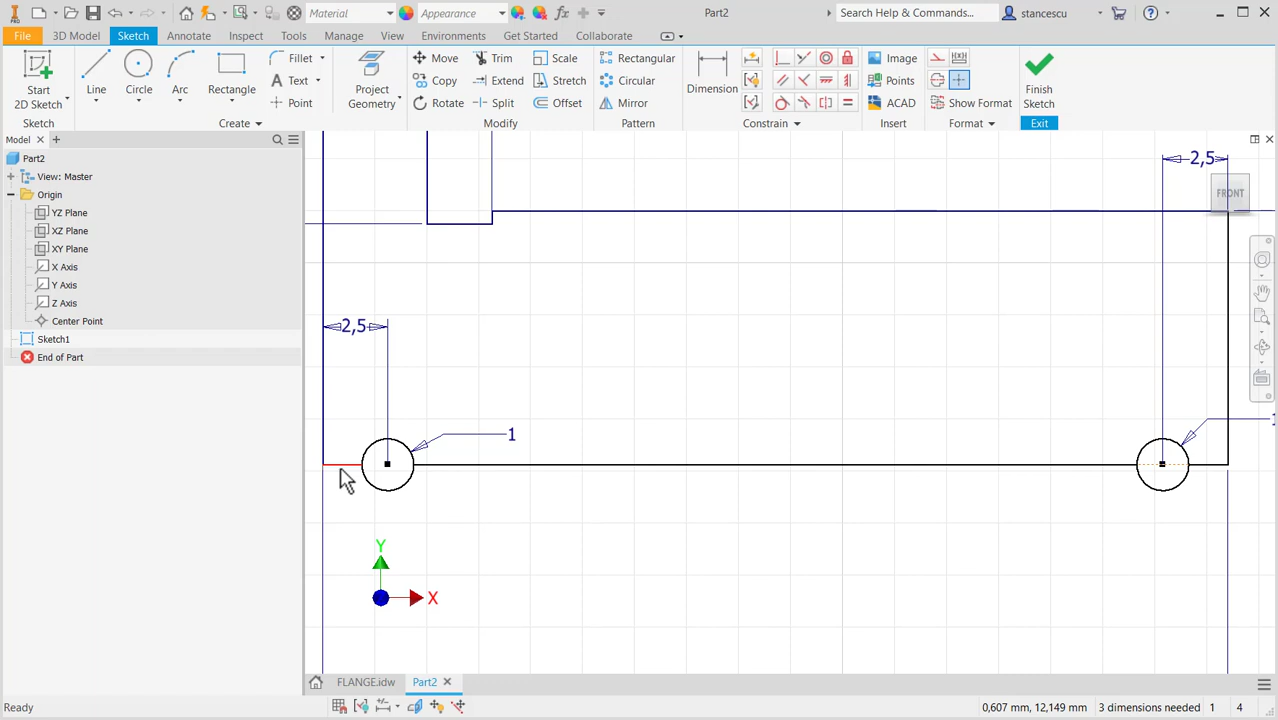 PRO
Material
Appearance
Part2
Search Help & Commands...
stancescu
File
3D Model
Sketch
Annotate
Inspect
Tools
Manage
View
Environments
Get Started
Collaborate
Start
2D Sketch
Line
Circle
Arc
Rectangle
Fillet
Text
Point
Project
Geometry
Move
Copy
Rotate
Trim
Extend
Split
Scale
Stretch
Offset
Rectangular
Circular
Mirror
Dimension
Image
Points
ACAD
Show Format
Finish
Sketch
Sketch
Create
Modify
Pattern
Constrain
Insert
Format
Exit
Model
Part2
View: Master
Origin
YZ Plane
XZ Plane
XY Plane
X Axis
Y Axis
Z Axis
Center Point
Sketch1
End of Part
2,5
FRONT
2,5
1
1
Y
X
FLANGE.idw
Part2
Ready
0,607 mm, 12,149 mm
3 dimensions needed
1
4